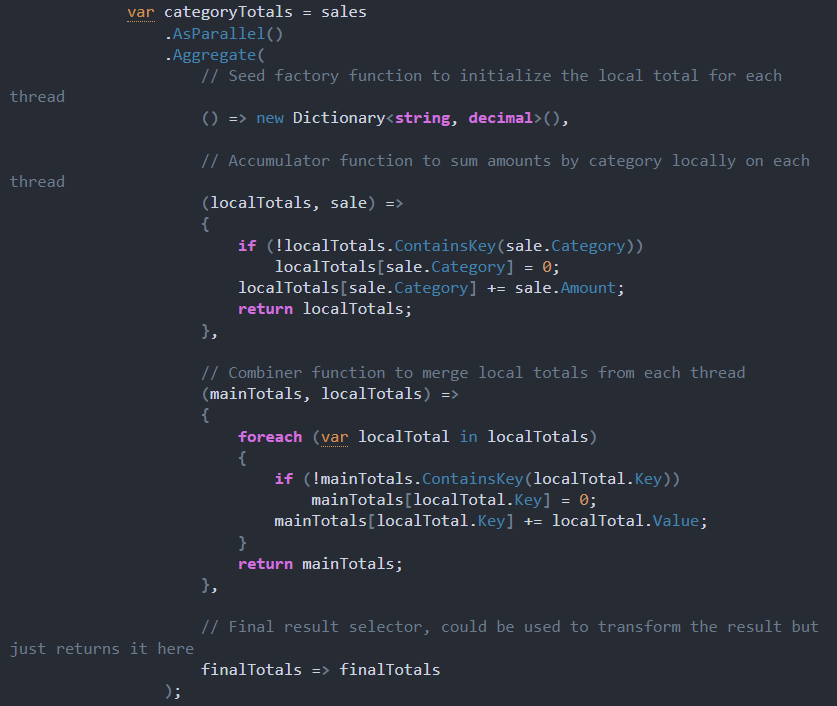 var categoryTotals = sales
.AsParallel()
.Aggregate(
// Seed factory function to initialize the local total for each
thread
() => new Dictionary<string, decimal>(),
// Accumulator function to sum amounts by category locally on each
thread
(localTotals, sale) =>
{
if (!localTotals.ContainsKey(sale.Category))
localTotals[sale.Category] = 0;
localTotals[sale.Category] += sale.Amount;
return localTotals;
},
// Combiner function to merge local totals from each thread
(mainTotals, localTotals) =>
{
foreach (var localTotal in localTotals)
{
if (!mainTotals.ContainsKey(localTotal.Key))
mainTotals[localTotal.Key] = 0;
mainTotals[localTotal.Key] += localTotal.Value;
}
return mainTotals;
},
// Final result selector, could be used to transform the result but
just returns it here
finalTotals => finalTotals
);